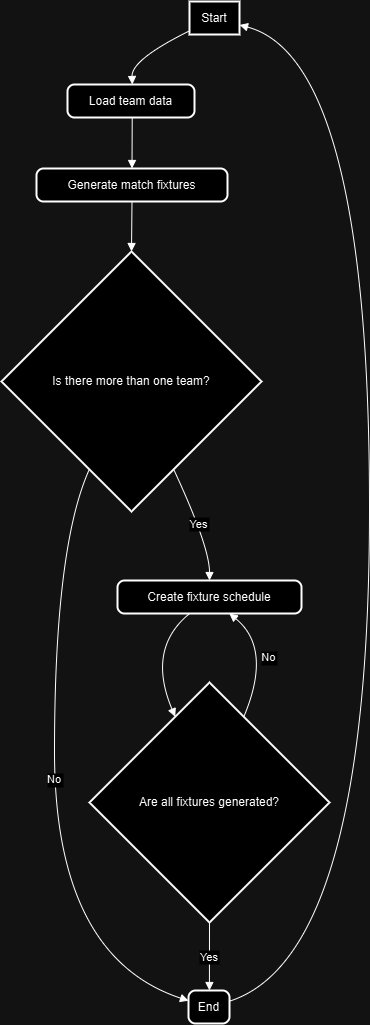 Start
Load team data
Generate match fixtures
Is there more than one team?
Yes
Create fixture schedule
No
Are all fixtures generated?
No
Yes
End